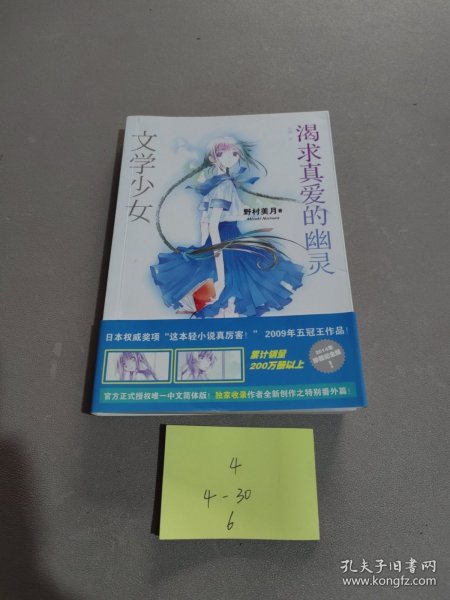 渴求真爱的幽灵
文学少女
野村美月 著
Mizuki Nomura
日本权威奖项“这本轻小说真厉害！” 2009年五冠王作品！
累计销量
200万册以上
官方正式授权唯一中文简体版！独家收录作者全新创作之特别番外篇！
4
4-30
6
孔夫子旧书网
www.kongfz.com